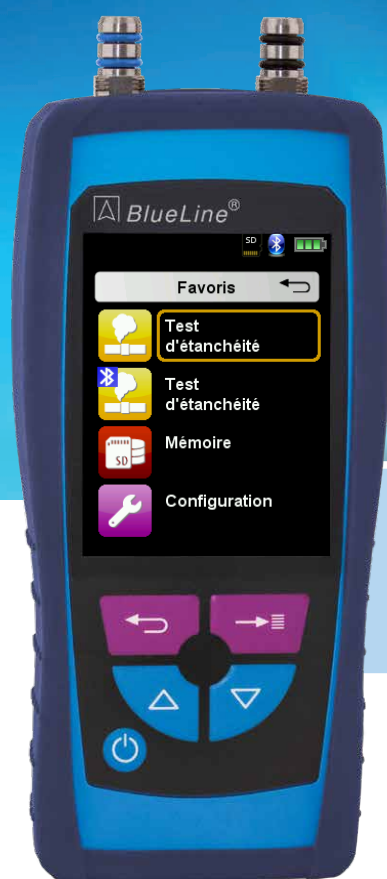 BlueLine®
SD
Favoris
Test
d'étanchéité
Test
d'étanchéité
SD
Mémoire
Configuration